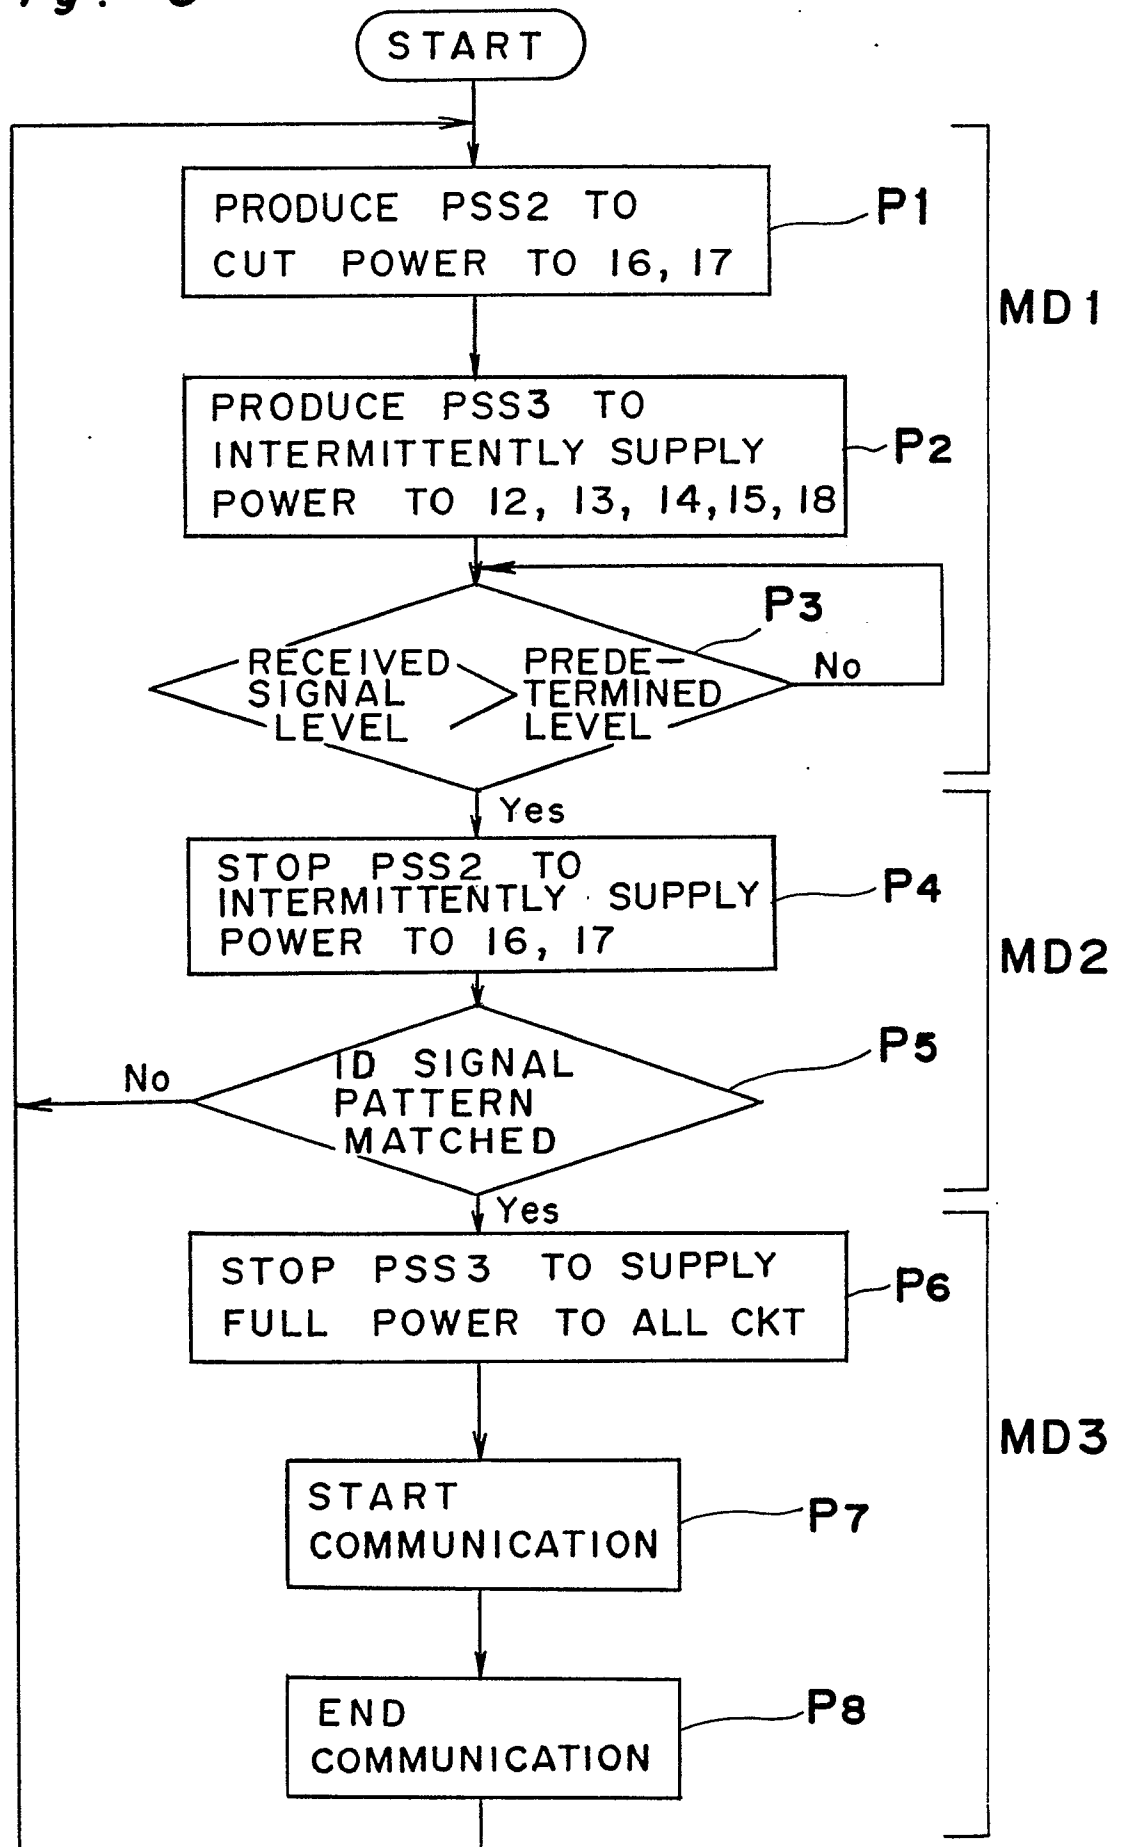 START
PRODUCE PSS2 TO
CUT POWER TO 16, 17
P1
MD1
PRODUCE PSS3 TO
INTERMITTENTLY SUPPLY
POWER TO 12, 13, 14, 15, 18
P2
P3
RECEIVED
SIGNAL
LEVEL
>
PREDE-
TERMINED
LEVEL
No
Yes
STOP PSS2 TO
INTERMITTENTLY SUPPLY
POWER TO 16, 17
P4
MD2
P5
ID SIGNAL
PATTERN
MATCHED
No
Yes
STOP PSS3 TO SUPPLY
FULL POWER TO ALL CKT
P6
MD3
START
COMMUNICATION
P7
END
COMMUNICATION
P8